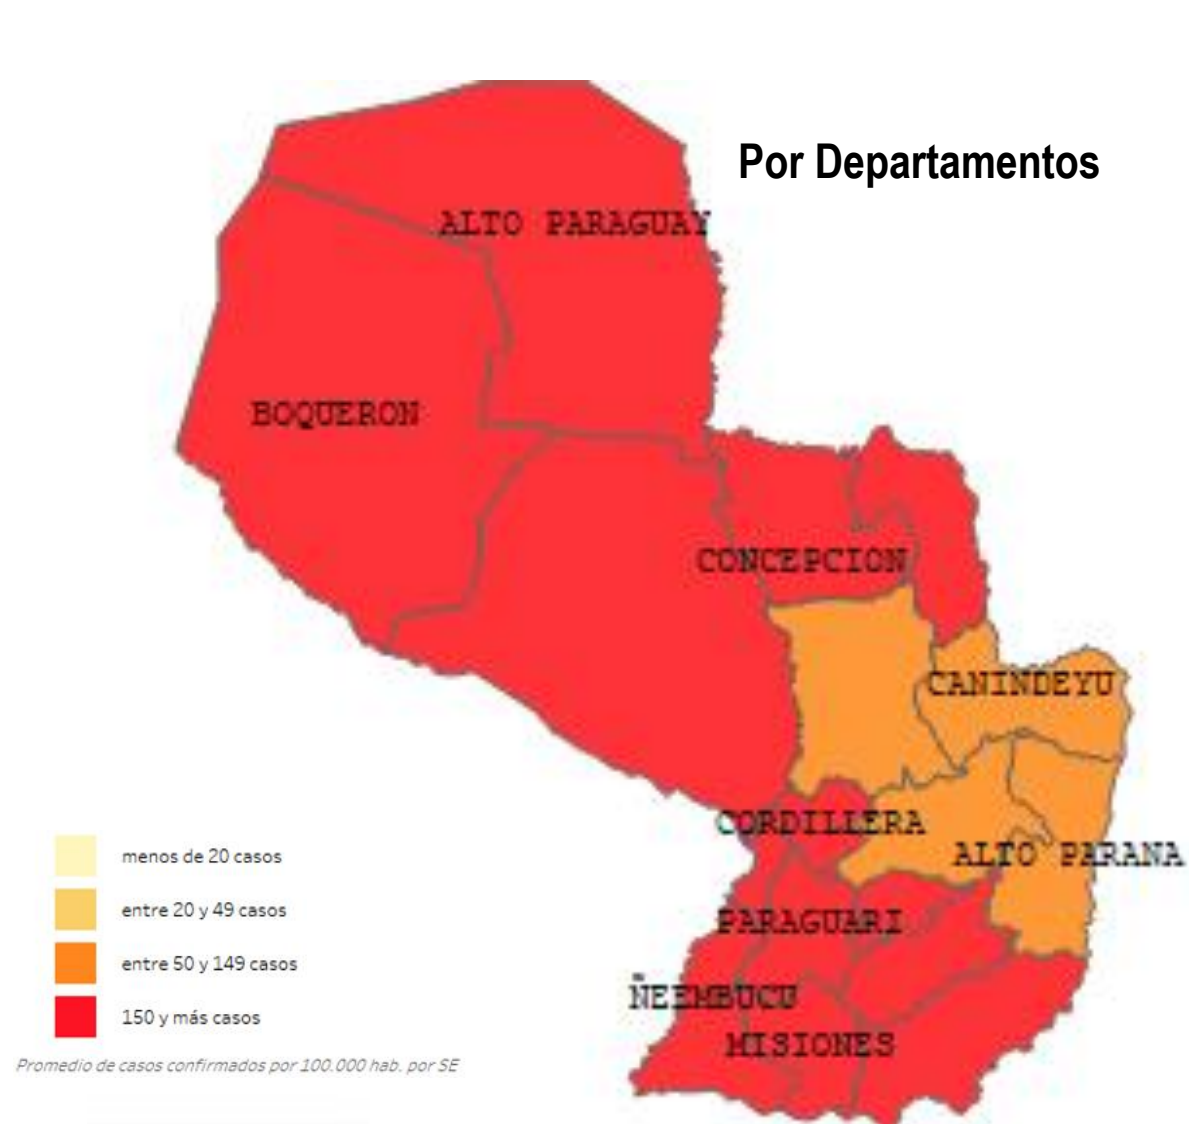 Por Departamentos
ALTO PARAGUAY
BOQUERON
CONCEPCION
CANINDEYU
CORDILLERA
ALTO PARANA
PARAGUARI
ÑEEMBUCU
MISIONES
menos de 20 casos
entre 20 y 49 casos
entre 50 y 149 casos
150 y más casos
Promedio de casos confirmados por 100.000 hab. por SE